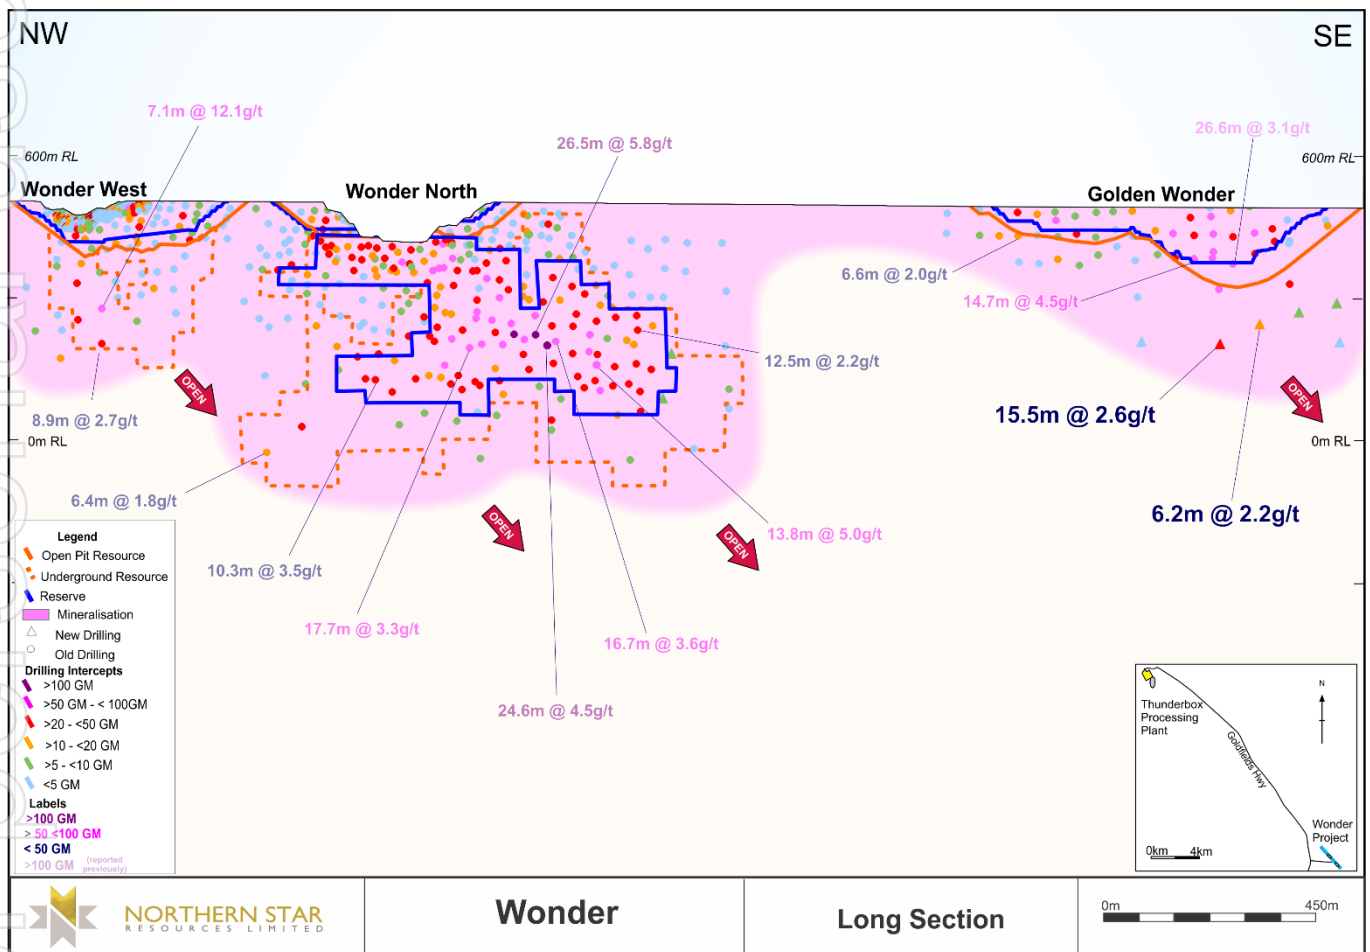 NW
SE
7.1m @ 12.1g/t
26.5m @ 5.8g/t
26.6m @ 3.1g/t
600m RL
600m RL
Wonder West
Wonder North
Golden Wonder
6.6m @ 2.0g/t
14.7m @ 4.5g/t
12.5m @ 2.2g/t
OPEN
OPEN
8.9m @ 2.7g/t
15.5m @ 2.6g/t
0m RL
0m RL
6.4m @ 1.8g/t
6.2m @ 2.2g/t
OPEN
OPEN
13.8m @ 5.0g/t
10.3m @ 3.5g/t
17.7m @ 3.3g/t
16.7m @ 3.6g/t
24.6m @ 4.5g/t
Legend
Open Pit Resource
Underground Resource
Reserve
Mineralisation
New Drilling
Old Drilling
Drilling Intercepts
>100 GM
>50 GM - < 100GM
>20 - <50 GM
>10 - <20 GM
>5 - <10 GM
<5 GM
Labels
>100 GM
> 50 <100 GM
< 50 GM
>100 GM (reported
previously)
N
Thunderbox
Processing
Plant
Goldfields Hwy
Wonder
Project
0km 4km
NORTHERN STAR
RESOURCES LIMITED
Wonder
Long Section
0m 450m